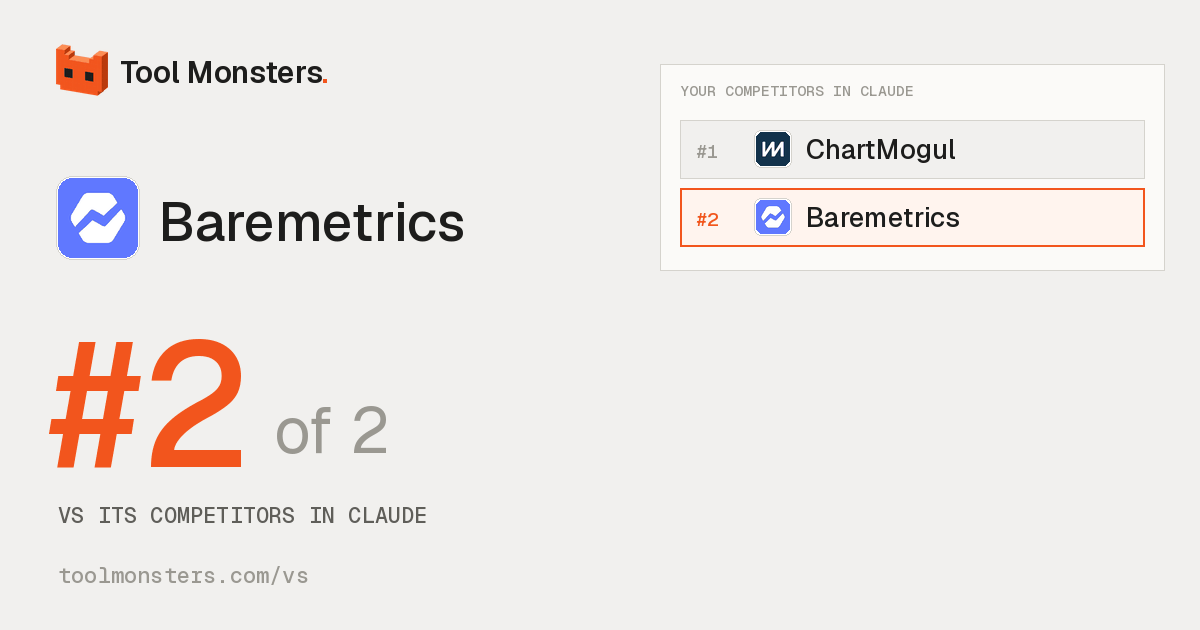 Tool Monsters.
Baremetrics
#2 of 2
VS ITS COMPETITORS IN CLAUDE
toolmonsters.com/vs
YOUR COMPETITORS IN CLAUDE
#1 ChartMogul
#2 Baremetrics